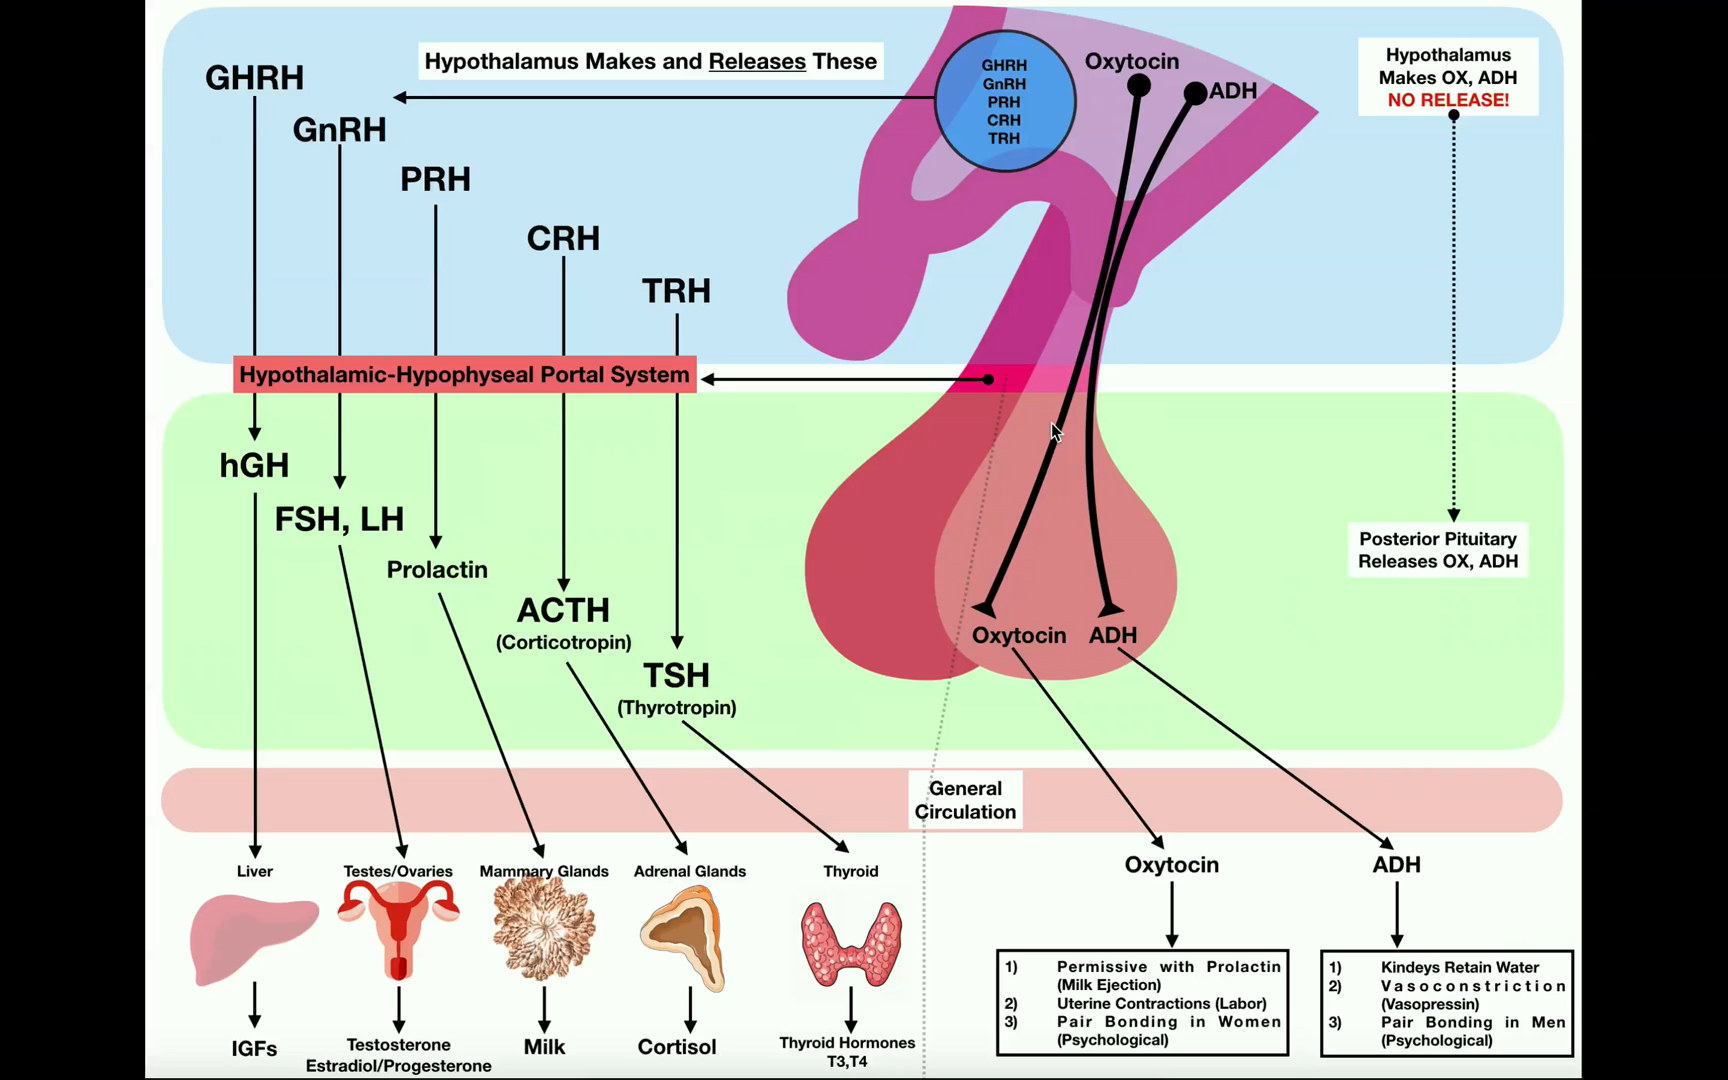 Hypothalamus Makes and Releases These
GHRH
GnRH
PRH
CRH
TRH
GHRH
GnRH
PRH
CRH
TRH
Oxytocin
ADH
Hypothalamus
Makes OX, ADH
NO RELEASE!
Hypothalamic-Hypophyseal Portal System
hGH
FSH, LH
Prolactin
ACTH
(Corticotropin)
TSH
(Thyrotropin)
Oxytocin
ADH
Posterior Pituitary
Releases OX, ADH
General
Circulation
Liver
Testes/Ovaries
Mammary Glands
Adrenal Glands
Thyroid
IGFs
Testosterone
Estradiol/Progesterone
Milk
Cortisol
Thyroid Hormones
T3,T4
Oxytocin
1) Permissive with Prolactin
(Milk Ejection)
2) Uterine Contractions (Labor)
3) Pair Bonding in Women
(Psychological)
ADH
1) Kindeys Retain Water
2) Vasoconstriction
(Vasopressin)
3) Pair Bonding in Men
(Psychological)